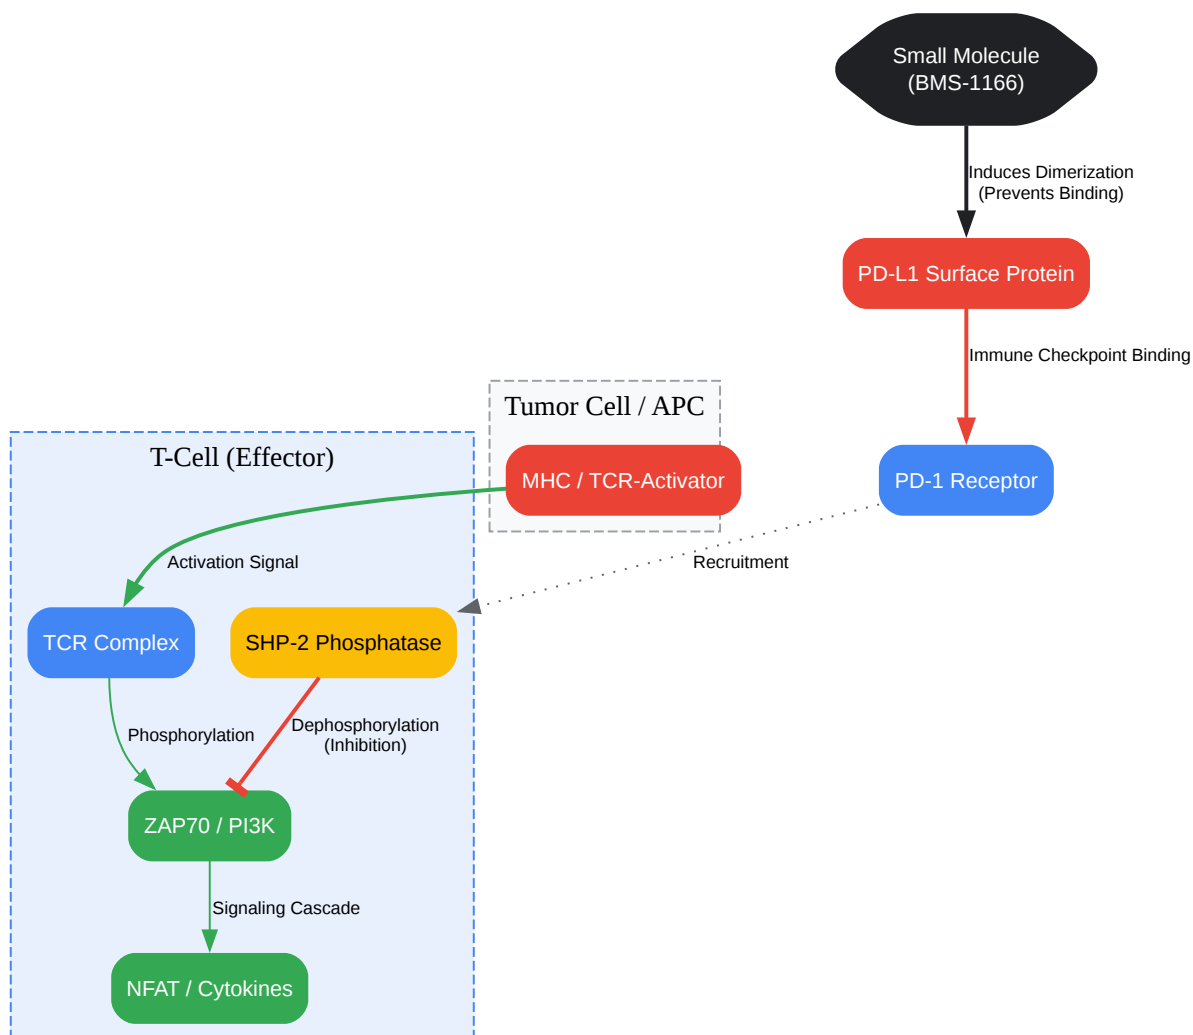 Small Molecule
(BMS-1166)
Induces Dimerization
(Prevents Binding)
PD-L1 Surface Protein
Immune Checkpoint Binding
Tumor Cell / APC
T-Cell (Effector)
MHC / TCR-Activator
PD-1 Receptor
Activation Signal
Recruitment
TCR Complex
SHP-2 Phosphatase
Phosphorylation
Dephosphorylation
(Inhibition)
ZAP70 / PI3K
Signaling Cascade
NFAT / Cytokines